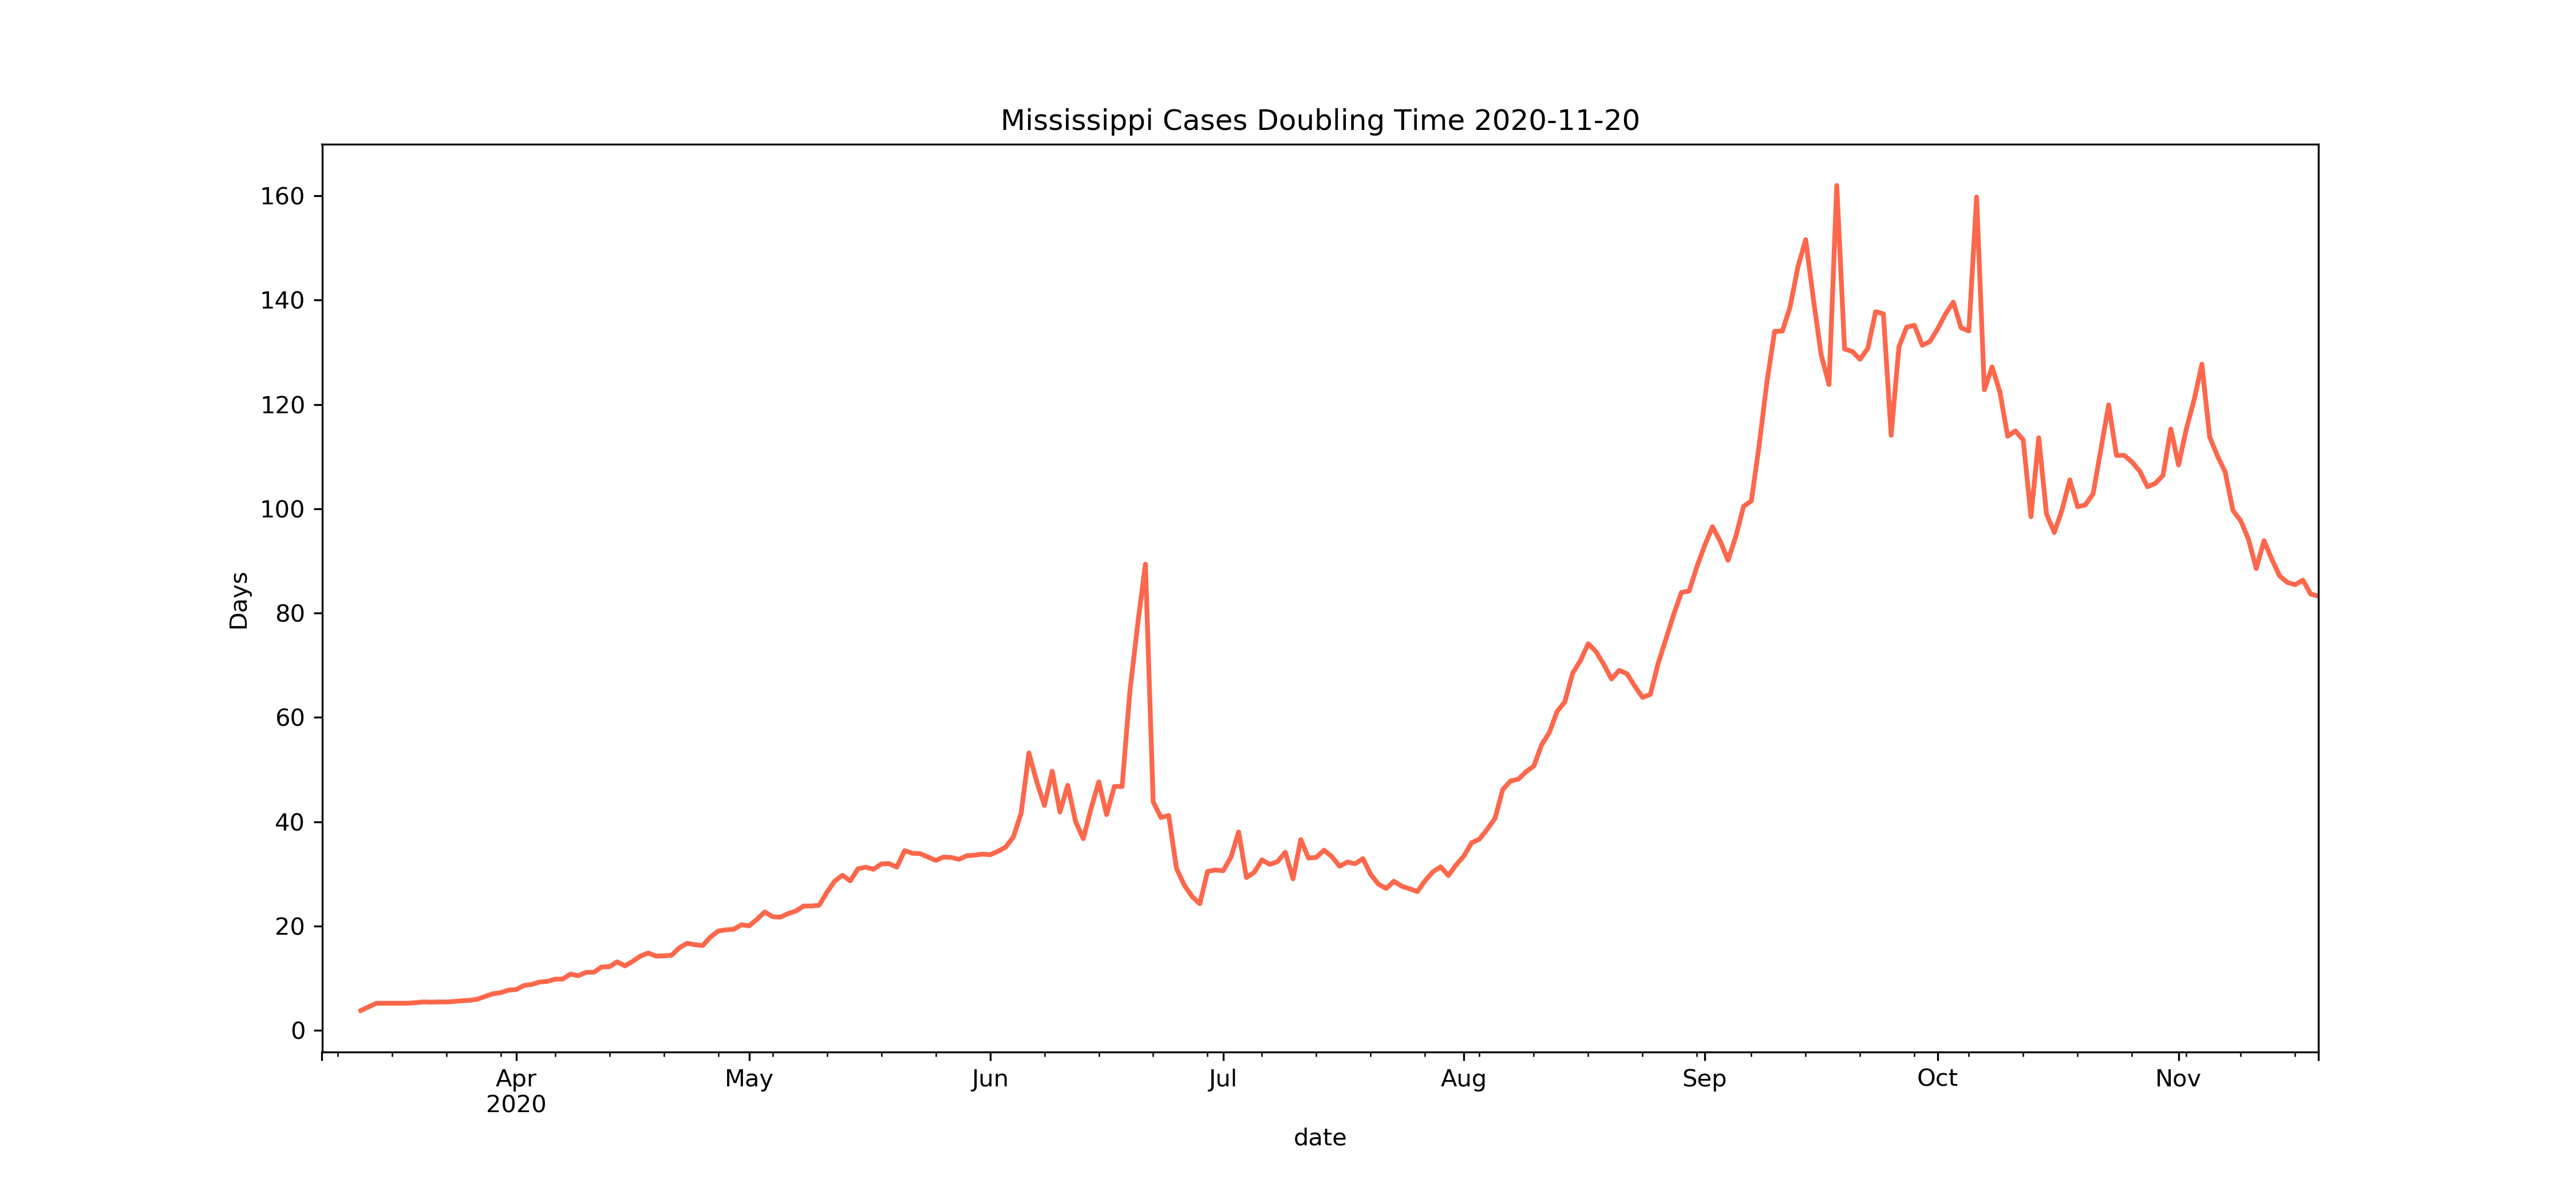 Mississippi Cases Doubling Time 2020-11-20
160
140
120
100
80
60
40
20
0
Days
Apr May Jun Jul Aug Sep Oct Nov
2020
date